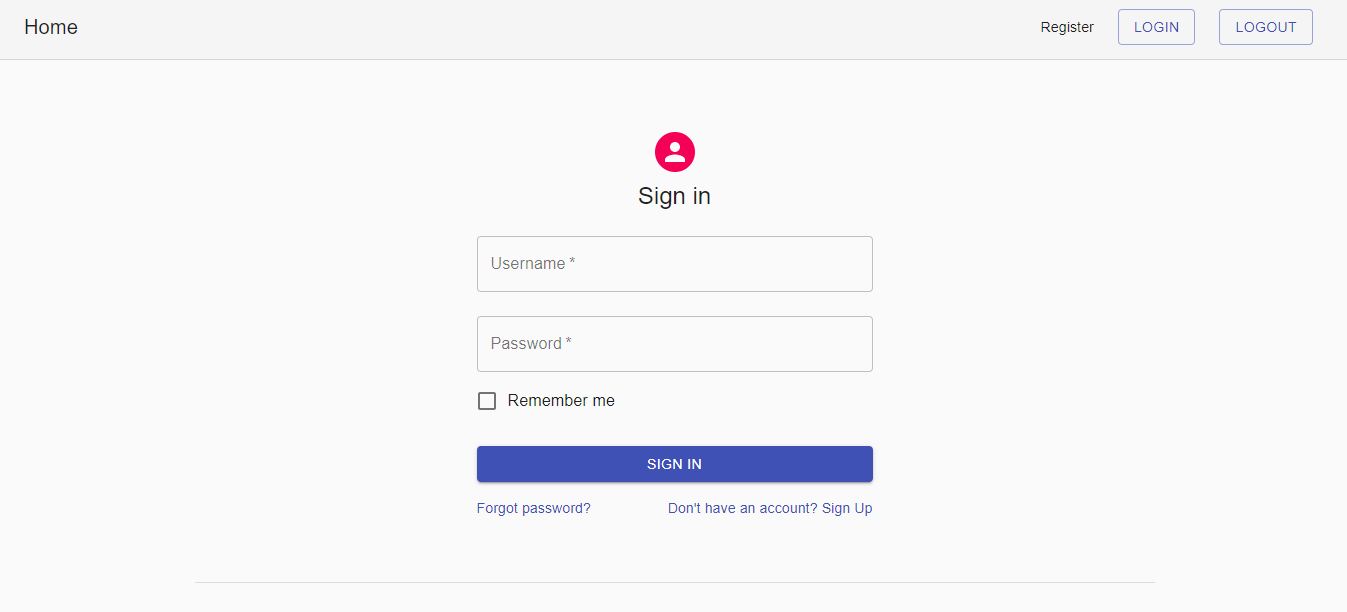 Home
Register
LOGIN
LOGOUT
Sign in
Username *
Password *
Remember me
SIGN IN
Forgot password?
Don't have an account? Sign Up